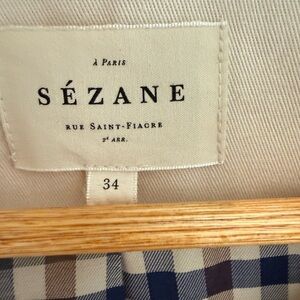 À PARIS
SÉZANE
RUE SAINT-FIACRE
2e ARR.
34